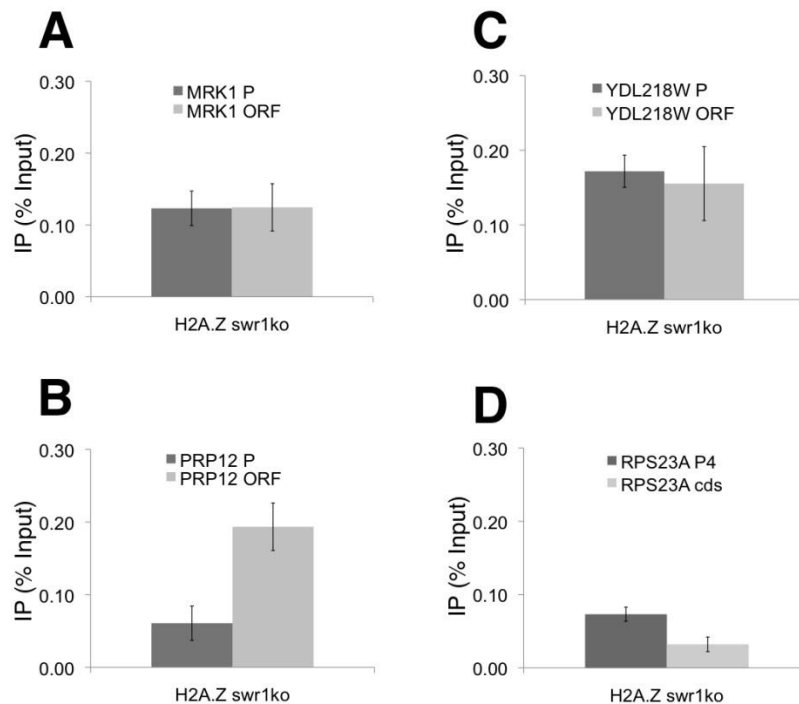 A
0.30
0.20
0.10
0.00
IP (% Input)
MRK1 P
MRK1 ORF
H2A.Z swr1ko
C
0.30
0.20
0.10
0.00
IP (% Input)
YDL218W P
YDL218W ORF
H2A.Z swr1ko
B
0.30
0.20
0.10
0.00
IP (% Input)
PRP12 P
PRP12 ORF
H2A.Z swr1ko
D
0.30
0.20
0.10
0.00
IP (% Input)
RPS23A P4
RPS23A cds
H2A.Z swr1ko